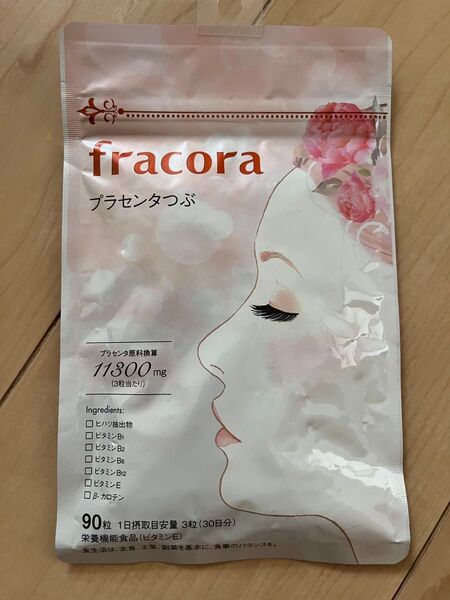 fracora
プラセンタつぶ
プラセンタ原料換算
11300mg
(3粒当たり)
Ingredients:
ヒハツ抽出物
ビタミンB1
ビタミンB2
ビタミンB6
ビタミンB12
ビタミンE
β-カロテン
90粒 1日摂取目安量 3粒(30日分)
栄養機能食品(ビタミンE)
食生活は、主食、主菜、副菜を基本に、食事のバランスを。